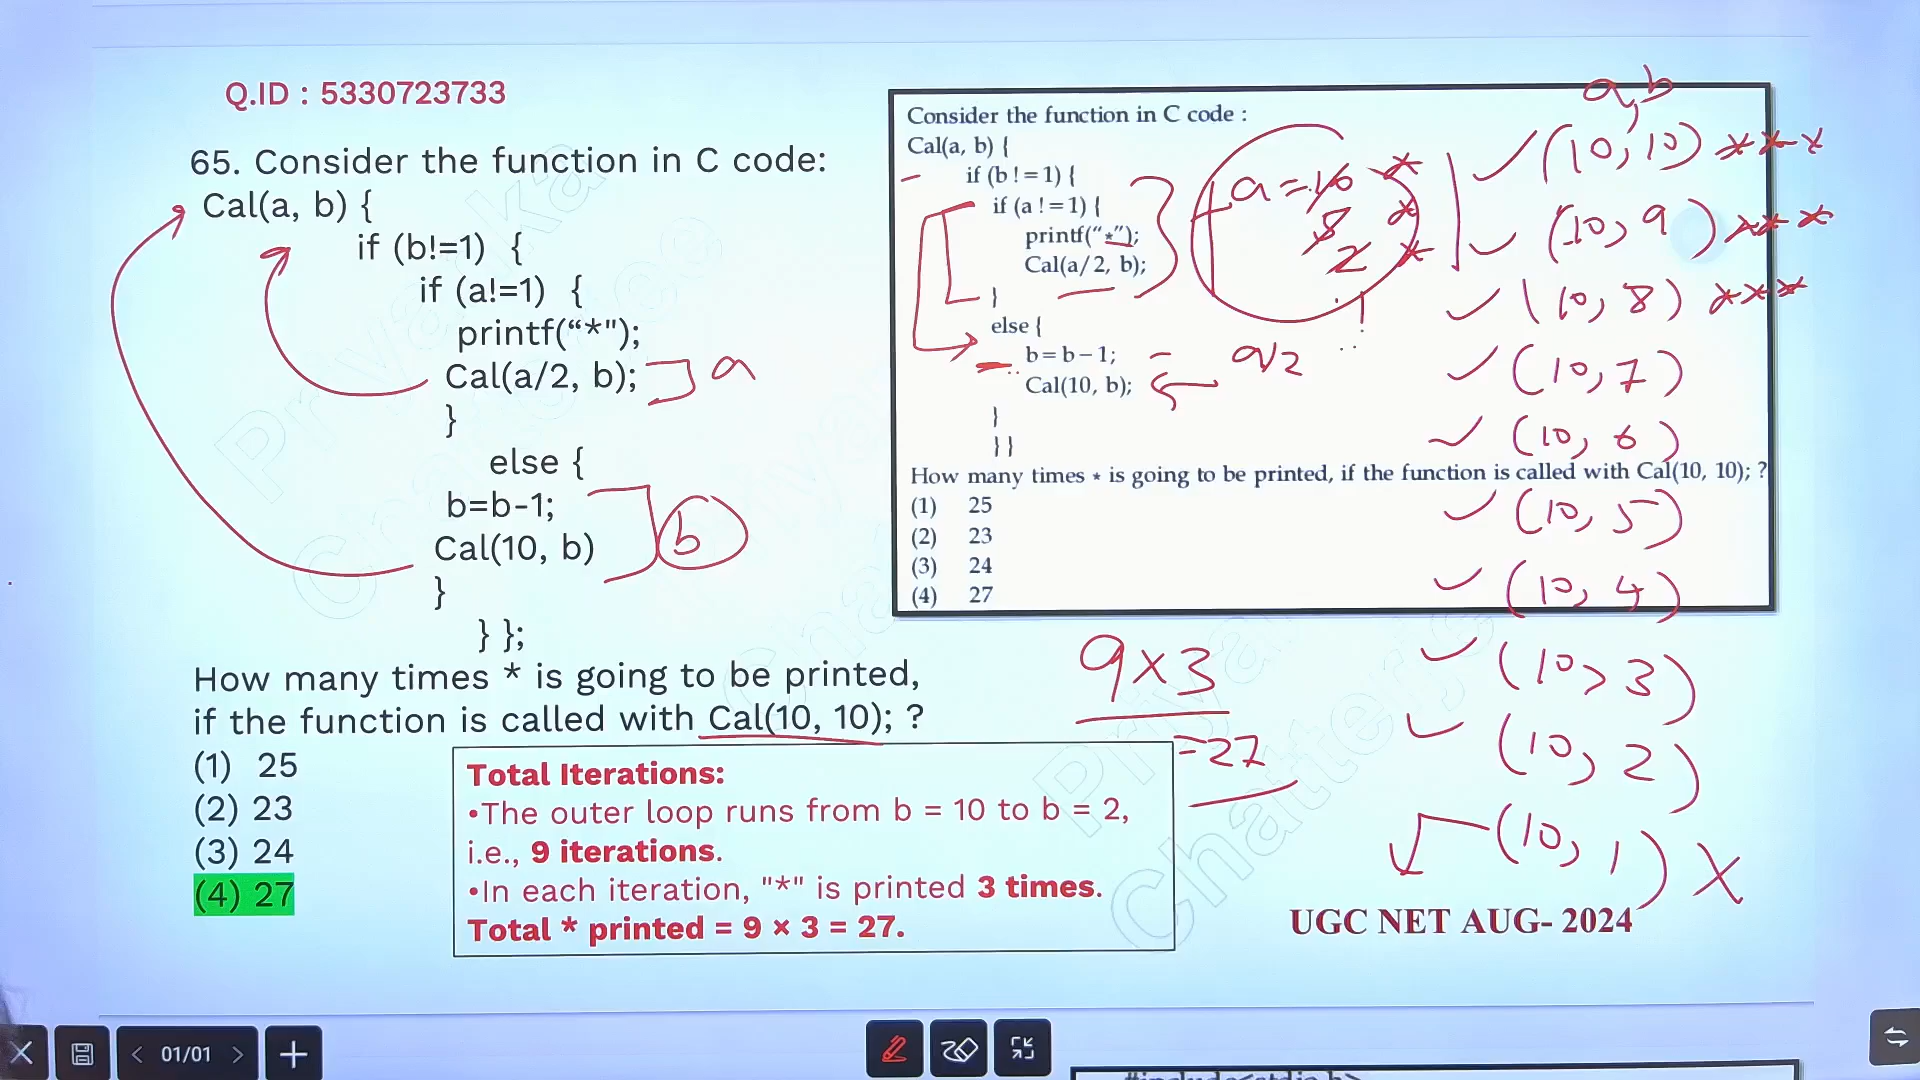 Q.ID : 5330723733
65. Consider the function in C code:
Cal(a, b) {
if (b!=1) {
if (a!=1) {
printf(“*");
Cal(a/2, b);
a
}
else {
b=b-1;
b
Cal(10, b)
}
} };
How many times * is going to be printed,
if the function is called with Cal(10, 10); ?
(1) 25
(2) 23
(3) 24
(4) 27
Total Iterations:
•The outer loop runs from b = 10 to b = 2,
i.e., 9 iterations.
•In each iteration, "*" is printed 3 times.
Total * printed = 9 × 3 = 27.
Consider the function in C code :
Cal(a, b) {
if (b ! = 1) {
if (a ! = 1) {
printf("*");
Cal(a/2, b);
}
else {
b = b – 1;
Cal(10, b);
}
}}
How many times * is going to be printed, if the function is called with Cal(10, 10); ?
(1) 25
(2) 23
(3) 24
(4) 27
a/2
a, b
(10, 10) ***
(10, 9) ***
(10, 8) ***
(10, 7)
(10, 6)
(10, 5)
(10, 4)
(10, 3)
(10, 2)
(10, 1) X
9 × 3
= 27
UGC NET AUG- 2024
Priyanka
Chatterjee
01/01